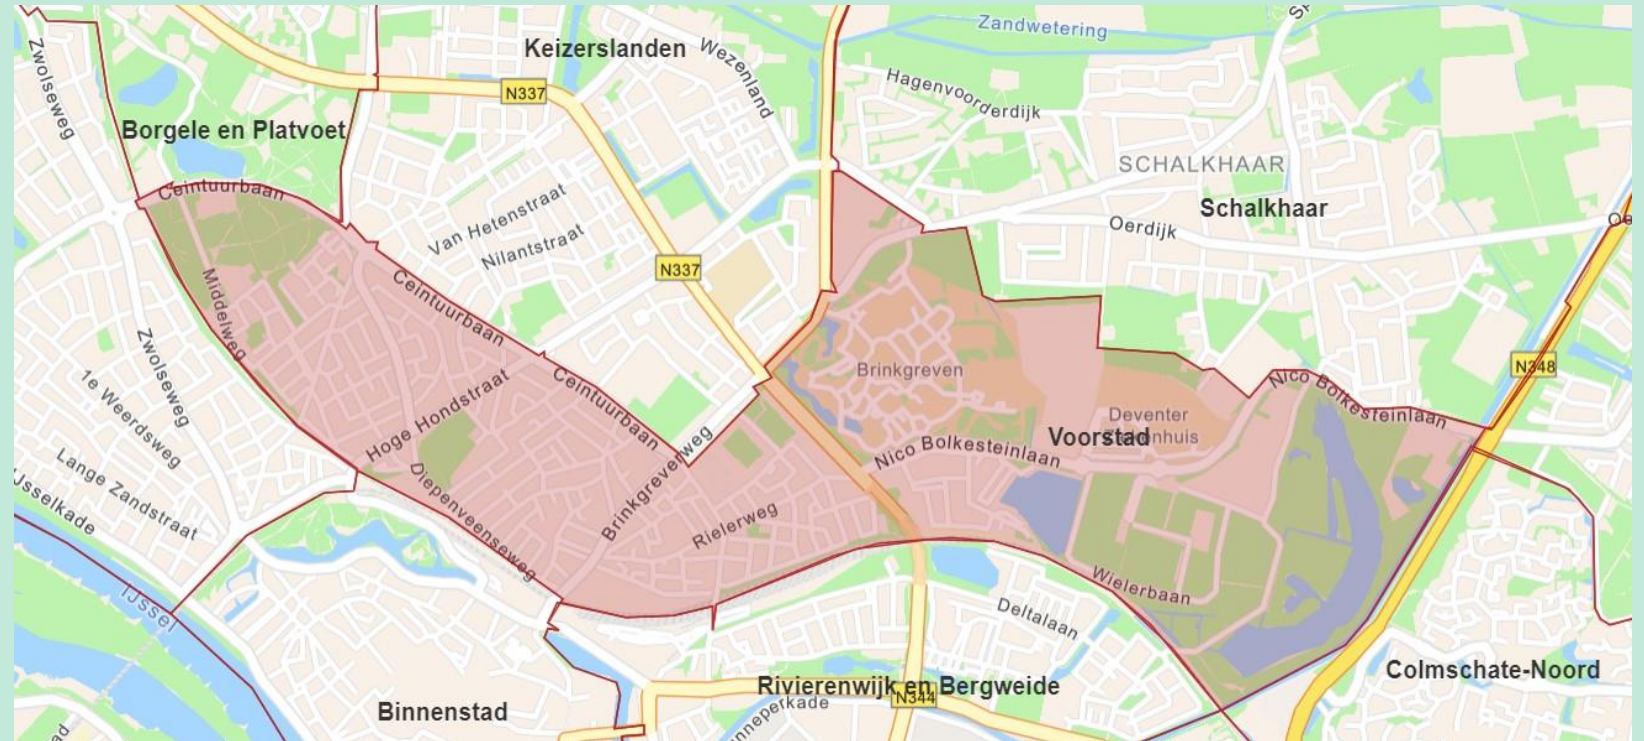 Zandwetering
Keizerslanden
Wezenland
Zwolseweg
Hagenvoorderdijk
N337
Borgele en Platvoet
SCHALKHAAR
Ceintuurbaan
Van Hetenstraat
Schalkhaar
Oerdijk
Nilantstraat
N337
Middelweg
Ceintuurbaan
Zwolseweg
N348
Brinkgreven
Nico Bolkesteinlaan
1e Weerdsweg
Hoge Hondstraat
Ceintuurbaan
Deventer
Voorstad
Nico Bolkesteinlaan
Brinkgreverweg
Lange Zandstraat
IJsselkade
Diepenveenseweg
Rielerweg
Wielerbaan
IJssel
Deltalaan
Colmschate-Noord
Rivierenwijk en Bergweide
N344
nneperkade
Binnenstad